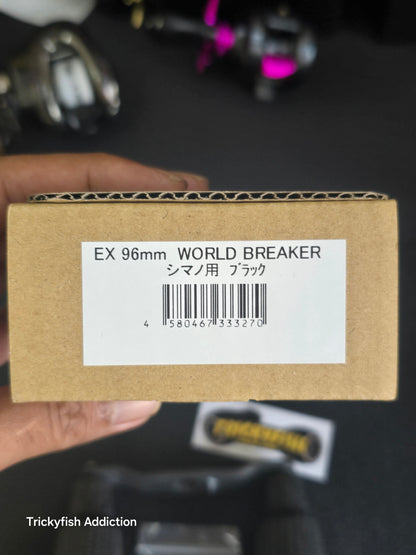 EX 96mm WORLD BREAKER
シマノ用 ﾌﾞﾗｯｸ
4 580467 333270
Trickyfish Addiction